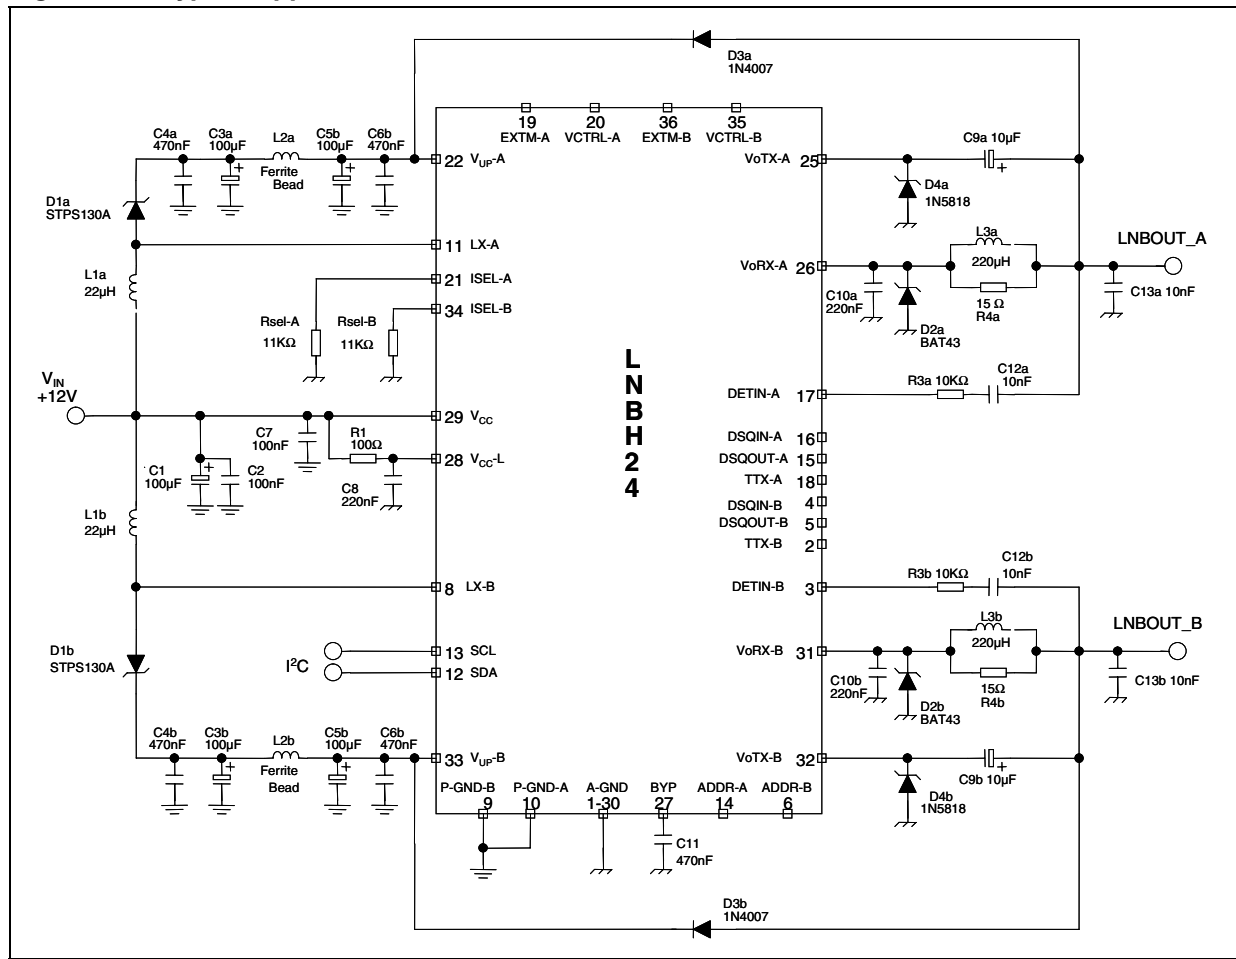 D3a
1N4007
19
EXTM-A
20
VCTRL-A
36
EXTM-B
35
VCTRL-B
C4a
470nF
C3a
100µF
+
L2a
Ferrite
Bead
C5b
100µF
+
C6b
470nF
22 VUP-A
VoTX-A 25
C9a 10µF
+
D4a
1N5818
D1a
STPS130A
11 LX-A
L1a
22µH
21 ISEL-A
34 ISEL-B
Rsel-A
11KΩ
Rsel-B
11KΩ
VoRX-A 26
L3a
220µH
15 Ω
R4a
C10a
220nF
D2a
BAT43
LNBOUT_A
C13a 10nF
L
N
B
H
2
4
VIN
+12V
29 VCC
C7
100nF
R1
100Ω
28 VCC-L
C1
100µF
+
C2
100nF
C8
220nF
DETIN-A 17
R3a 10KΩ
C12a
10nF
DSQIN-A 16
DSQOUT-A 15
TTX-A 18
DSQIN-B 4
DSQOUT-B 5
TTX-B 2
L1b
22µH
8 LX-B
DETIN-B 3
R3b 10KΩ
C12b
10nF
D1b
STPS130A
I²C
13 SCL
12 SDA
VoRX-B 31
L3b
220µH
15Ω
R4b
C10b
220nF
D2b
BAT43
LNBOUT_B
C13b 10nF
C4b
470nF
C3b
100µF
+
L2b
Ferrite
Bead
C5b
100µF
+
C6b
470nF
33 VUP-B
VoTX-B 32
C9b 10µF
+
D4b
1N5818
P-GND-B
9
P-GND-A
10
A-GND
1-30
BYP
27
ADDR-A
14
ADDR-B
6
C11
470nF
D3b
1N4007